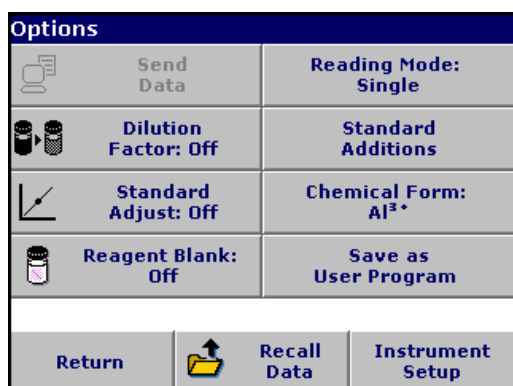 Options
Send
Data
Reading Mode:
Single
Dilution
Factor: Off
Standard
Additions
Standard
Adjust: Off
Chemical Form:
Al³⁺
Reagent Blank:
Off
Save as
User Program
Return
Recall
Data
Instrument
Setup